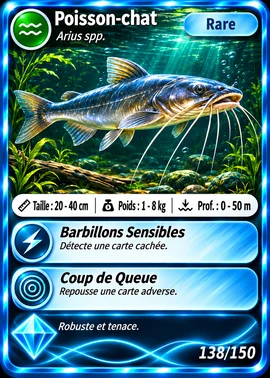 Poisson-chat
Rare
Arius spp.
Taille : 20 - 40 cm | Poids : 1 - 8 kg | Prof. : 0 - 50 m
Barbillons Sensibles
Détecte une carte cachée.
Coup de Queue
Repousse une carte adverse.
Robuste et tenace.
138/150